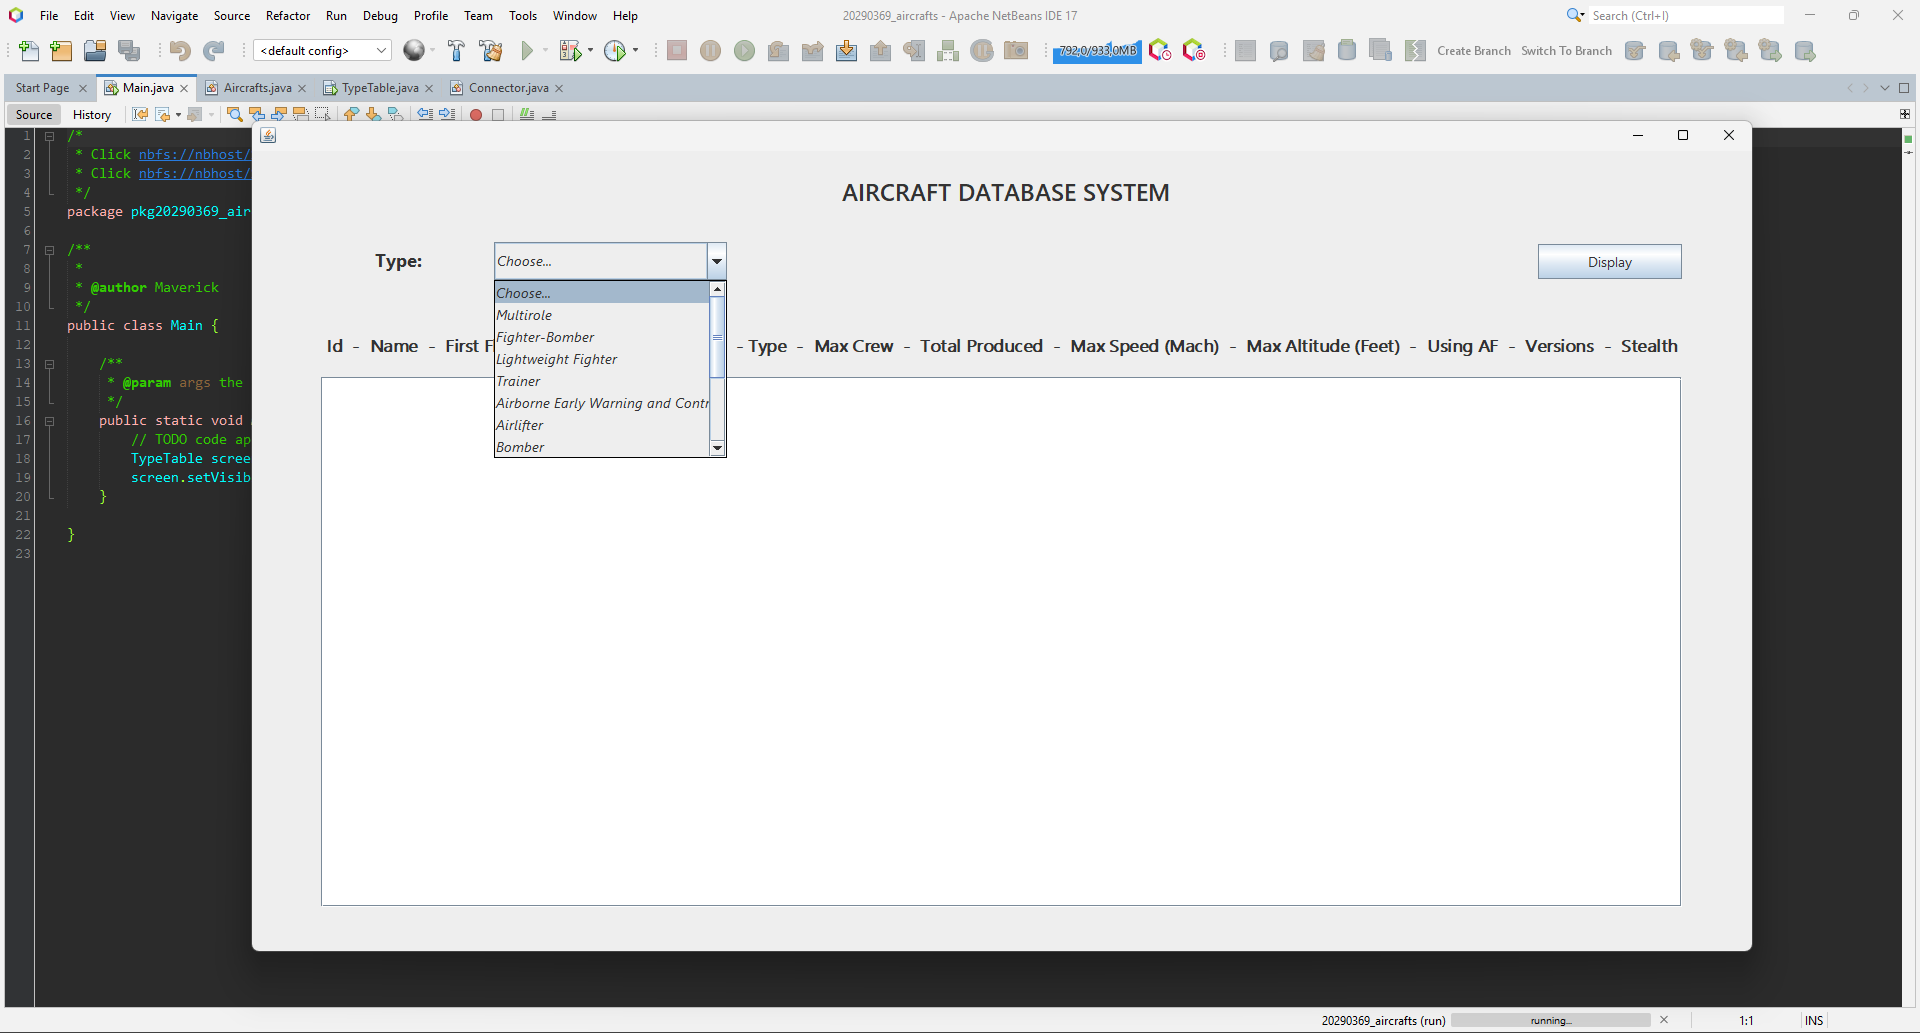 File Edit View Navigate Source Refactor Run Debug Profile Team Tools Window Help
20290369_aircrafts - Apache NetBeans IDE 17
Search (Ctrl+I)
<default config>
792,0/933,0MB
Create Branch Switch To Branch
Start Page Main.java Aircrafts.java TypeTable.java Connector.java
Source History
1 /*
2 * Click nbfs://nbhost/
3 * Click nbfs://nbhost/
4 */
5 package pkg20290369_air
6
7 /**
8 *
9 * @author Maverick
10 */
11 public class Main {
12
13 /**
14 * @param args the
15 */
16 public static void
17 // TODO code ap
18 TypeTable scree
19 screen.setVisib
20 }
21
22 }
23
AIRCRAFT DATABASE SYSTEM
Type:
Choose...
Display
Choose...
Multirole
Fighter-Bomber
Lightweight Fighter
Trainer
Airborne Early Warning and Contr
Airlifter
Bomber
Id - Name - First F
- Type - Max Crew - Total Produced - Max Speed (Mach) - Max Altitude (Feet) - Using AF - Versions - Stealth
20290369_aircrafts (run)
running...
1:1
INS